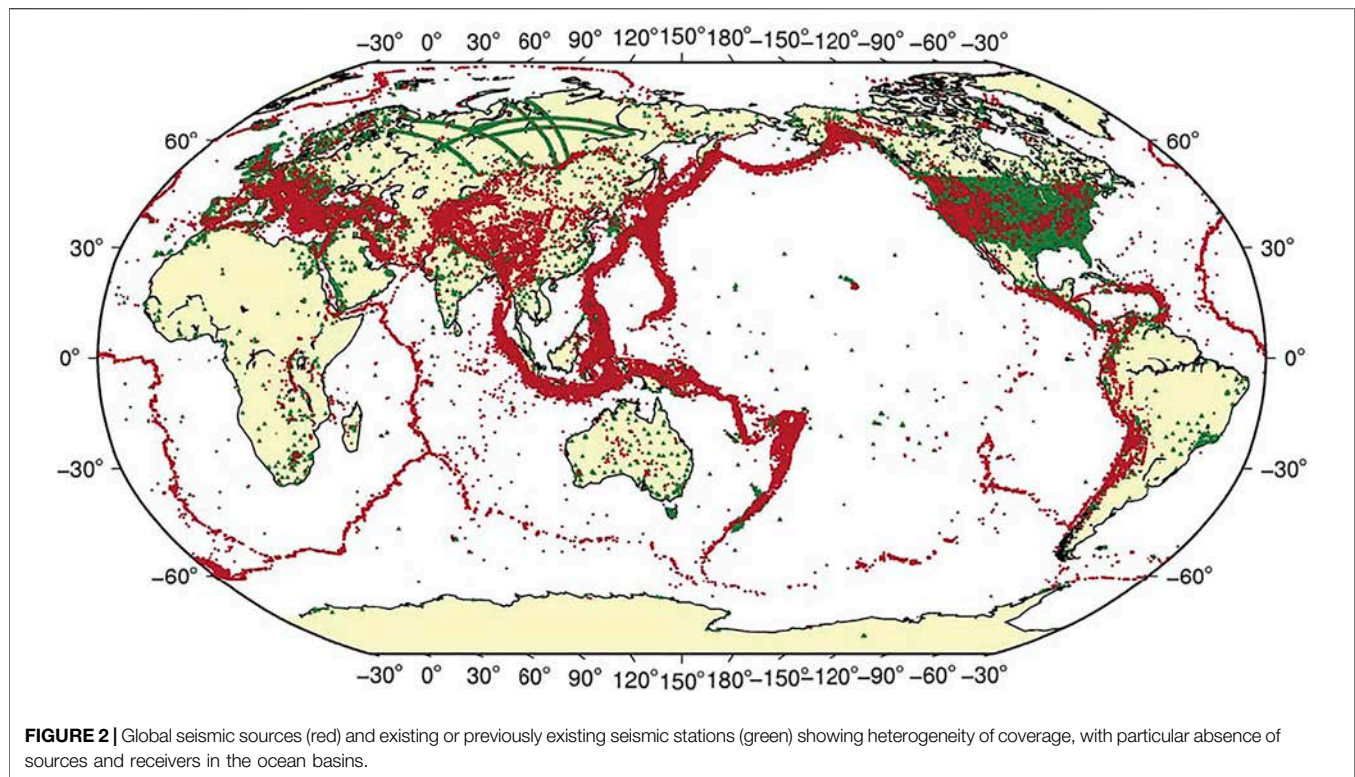 −30° 0° 30° 60° 90° 120° 150° 180° −150° −120° −90° −60° −30°
60° 60°
30° 30°
0° 0°
−30° −30°
−60° −60°
−30° 0° 30° 60° 90° 120° 150° 180° −150° −120° −90° −60° −30°
FIGURE 2 | Global seismic sources (red) and existing or previously existing seismic stations (green) showing heterogeneity of coverage, with particular absence of
sources and receivers in the ocean basins.